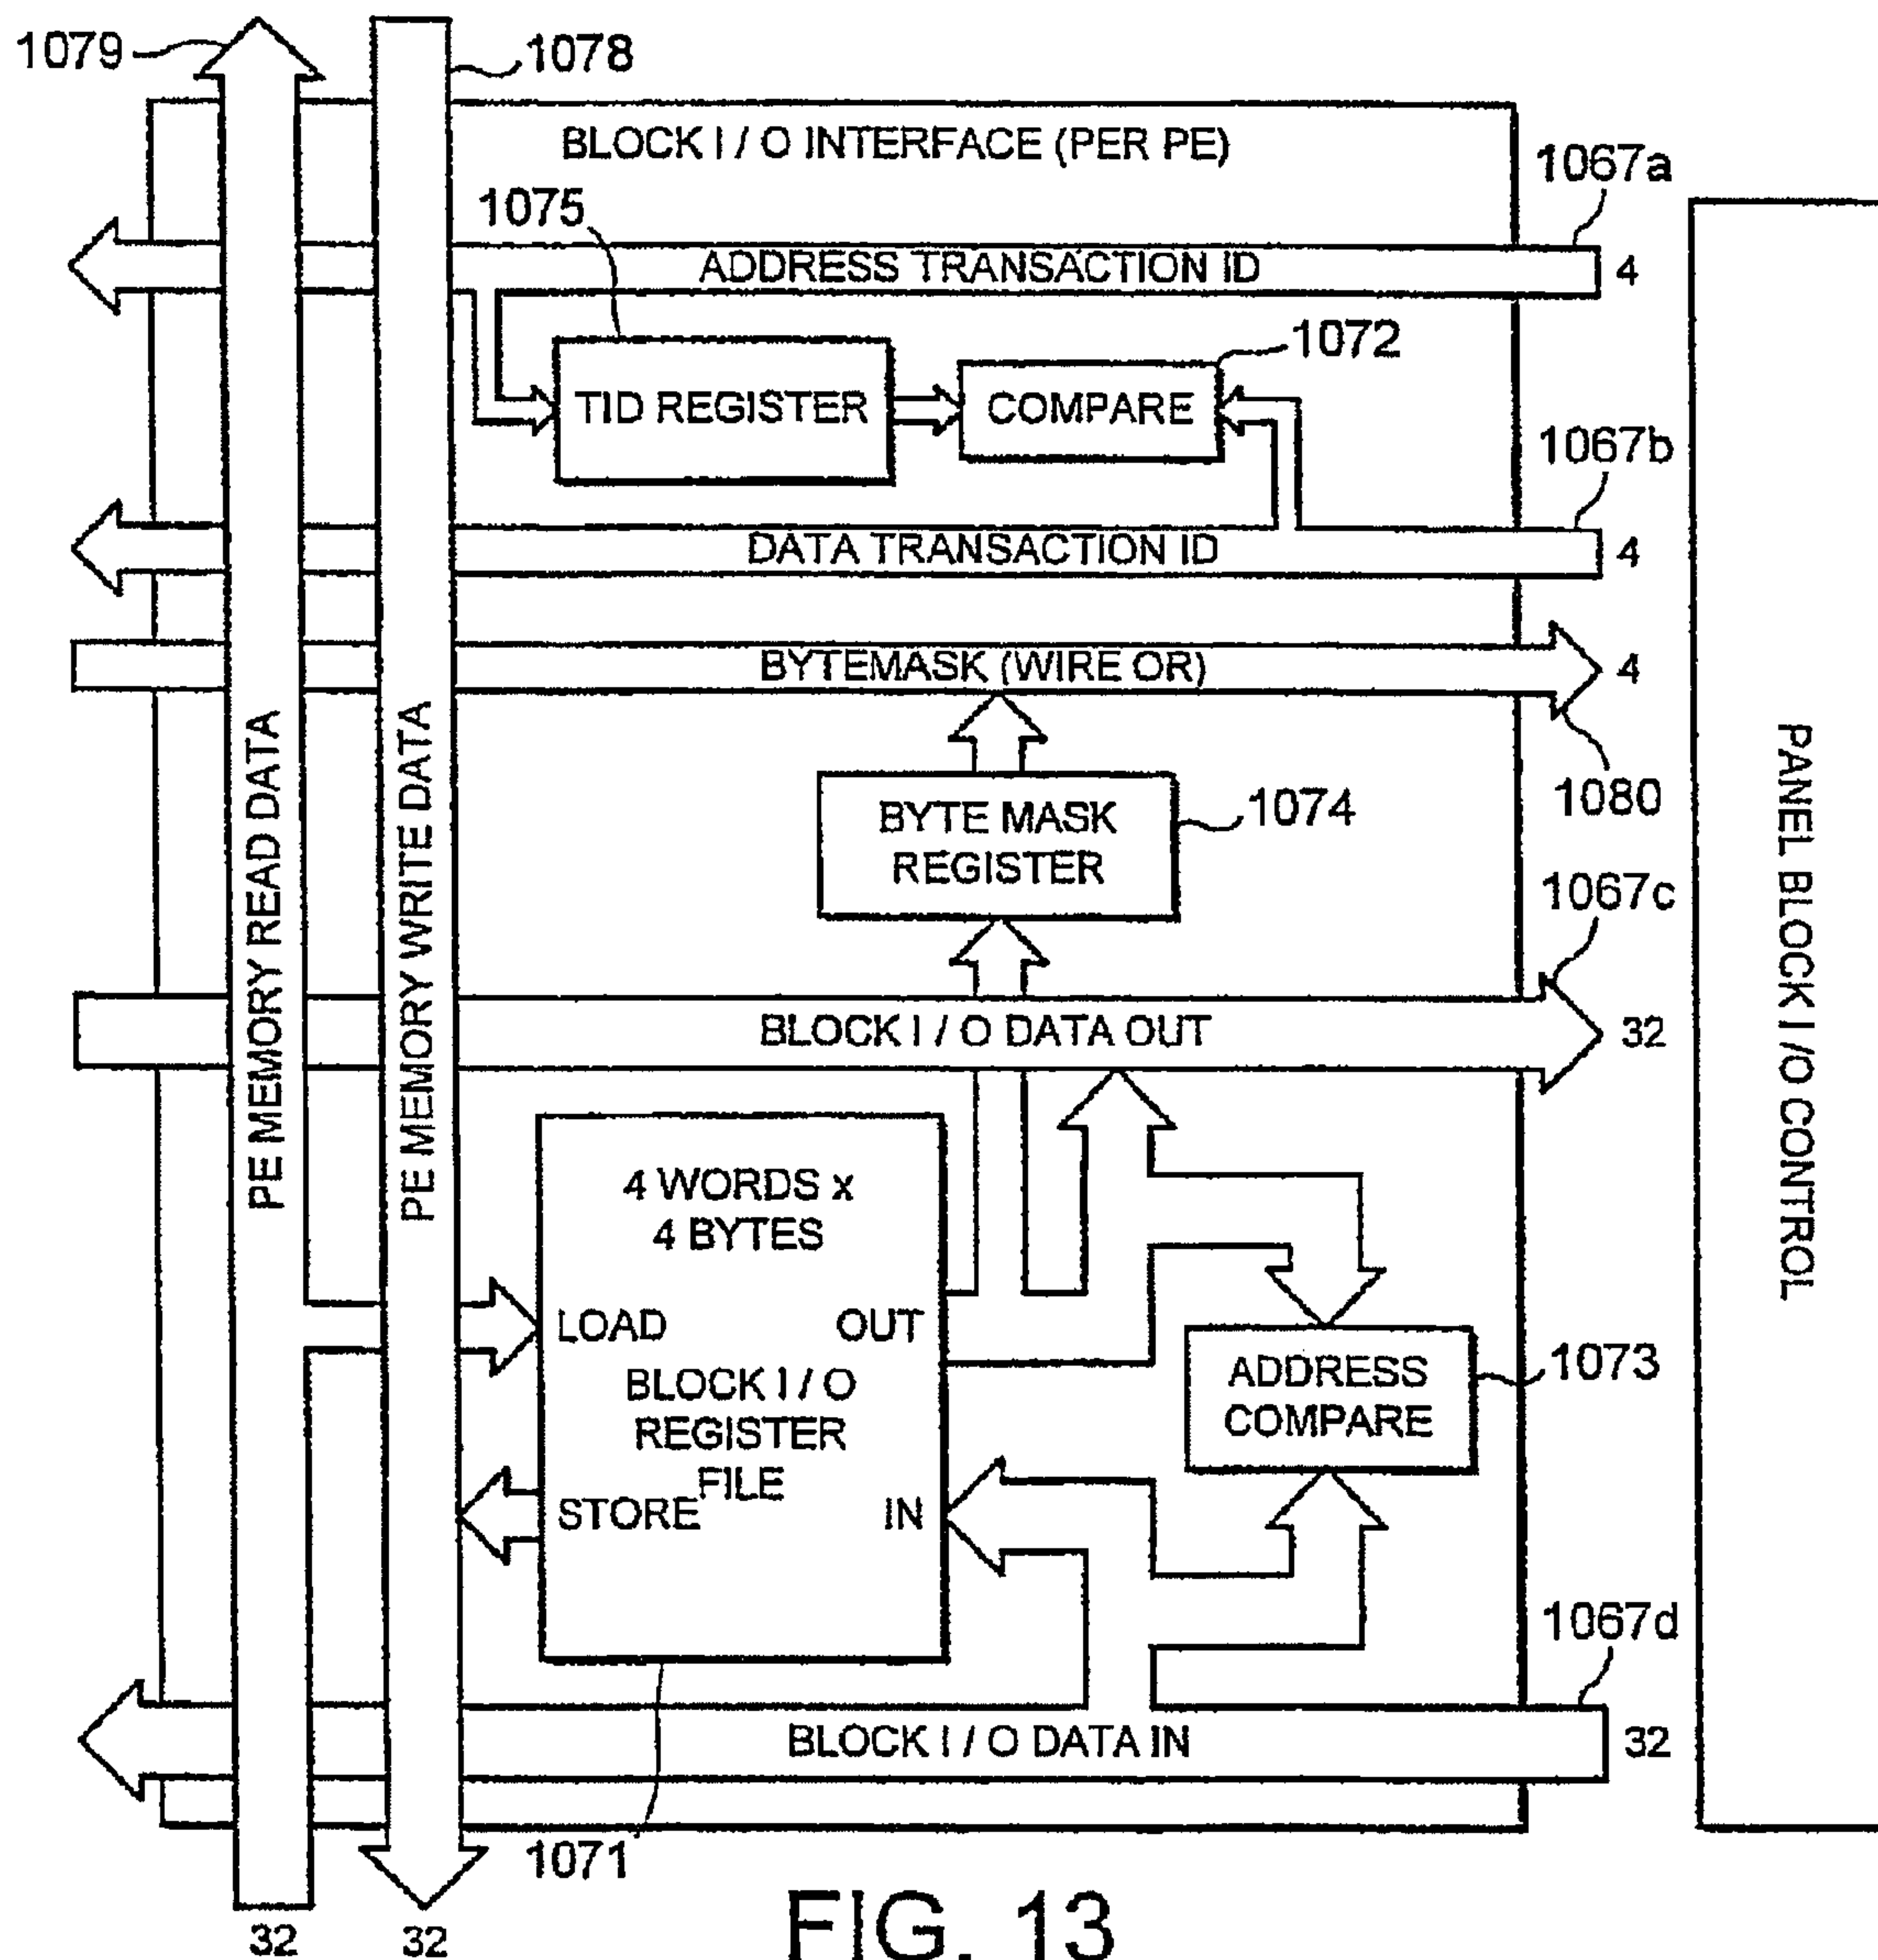 1079
1078
BLOCK I / O INTERFACE (PER PE)
1067a
1075
ADDRESS TRANSACTION ID
4
1072
TID REGISTER
COMPARE
1067b
DATA TRANSACTION ID
4
BYTEMASK (WIRE OR)
4
1080
BYTE MASK
REGISTER
1074
PE MEMORY READ DATA
PE MEMORY WRITE DATA
PANEL BLOCK I / O CONTROL
1067c
BLOCK I / O DATA OUT
32
4 WORDS x
4 BYTES
LOAD
OUT
BLOCK I / O
REGISTER
FILE
STORE
IN
ADDRESS
COMPARE
1073
1067d
BLOCK I / O DATA IN
32
1071
32
32
FIG. 13